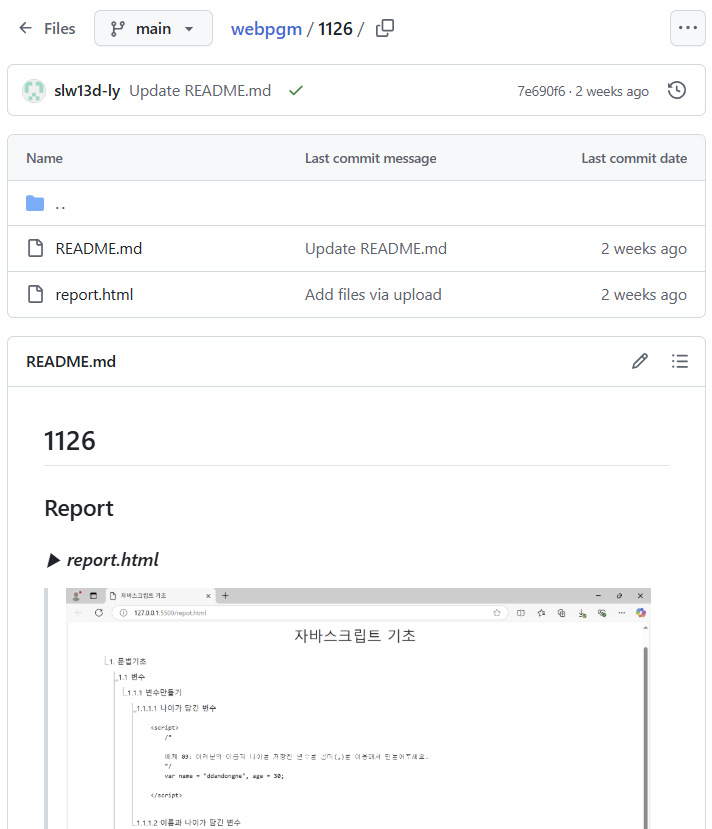 Files main webpgm / 1126 /
slw13d-ly Update README.md 7e690f6 · 2 weeks ago
Name Last commit message Last commit date
..
README.md Update README.md 2 weeks ago
report.html Add files via upload 2 weeks ago
README.md
1126
Report
▶ report.html
자바스크립트 기초
127.0.0.1:5500/repot.html
자바스크립트 기초
1. 문법기초
1.1 변수
1.1.1 변수만들기
1.1.1.1 나이가 담긴 변수
<script>
/*
예제 03: 여러분의 이름과 나이를 저장한 변수를 콤마(,)를 이용해서 만들어주세요.
*/
var name = "ddandongne", age = 30;
</script>
1.1.1.2 이름과 나이가 담긴 변수